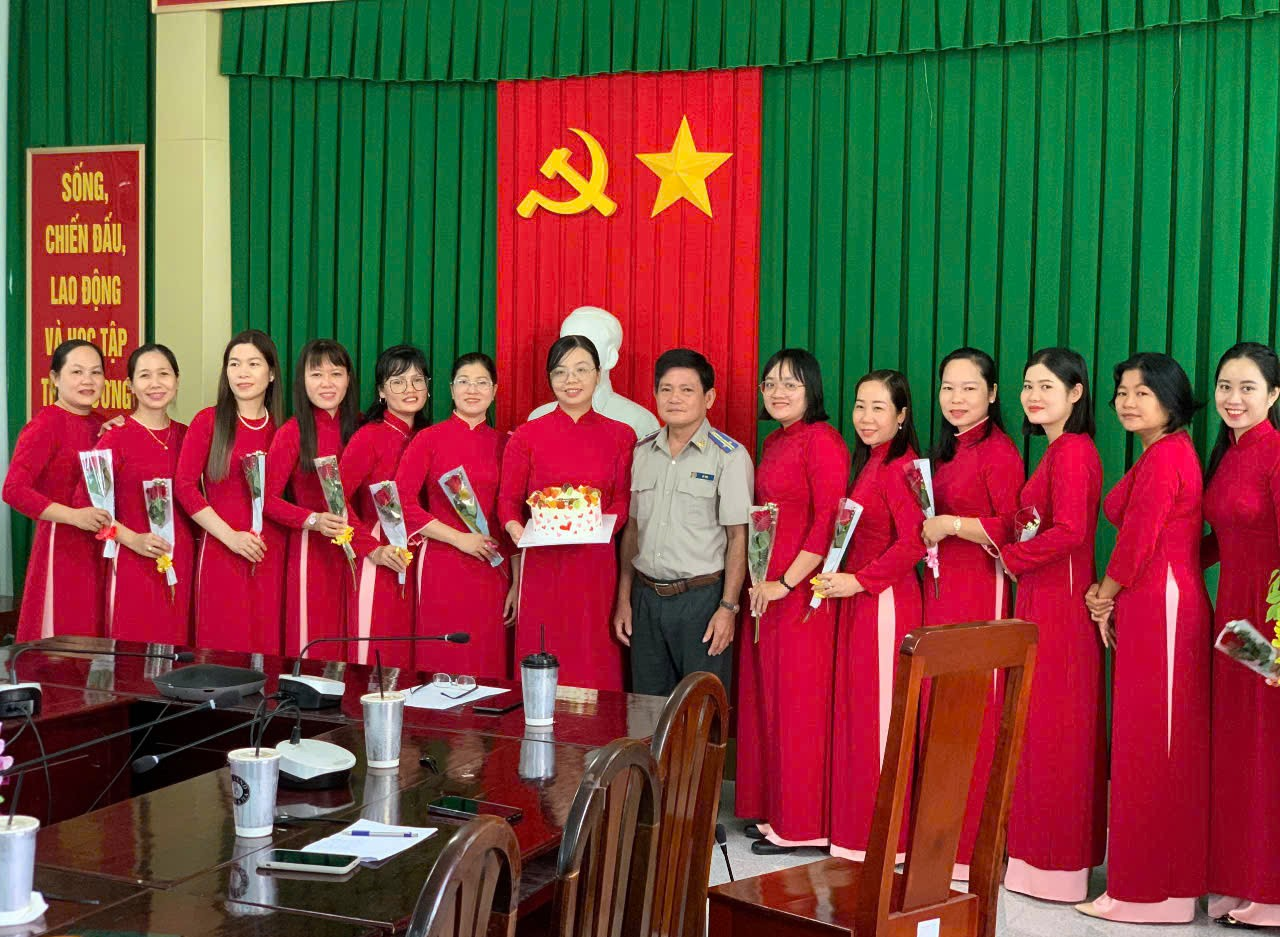 SỐNG,
CHIẾN ĐẤU,
LAO ĐỘNG
VÀ HỌC TẬP